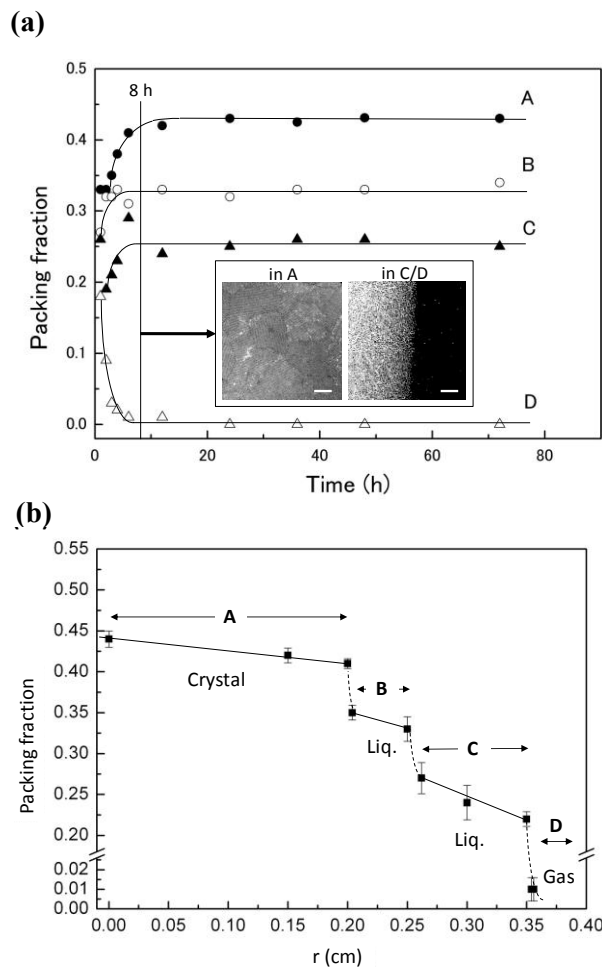 (a)
0.5
8 h
A
0.4
B
0.3
C
Packing fraction
0.2
in A
in C/D
0.1
D
0.0
0
20
40
60
80
Time (h)
(b)
0.55
0.50
0.45
A
Crystal
0.40
B
0.35
Liq.
C
0.30
Packing fraction
0.25
D
0.20
Liq.
0.02
Gas
0.01
0.00
0.00 0.05 0.10 0.15 0.20 0.25 0.30 0.35 0.40
r (cm)